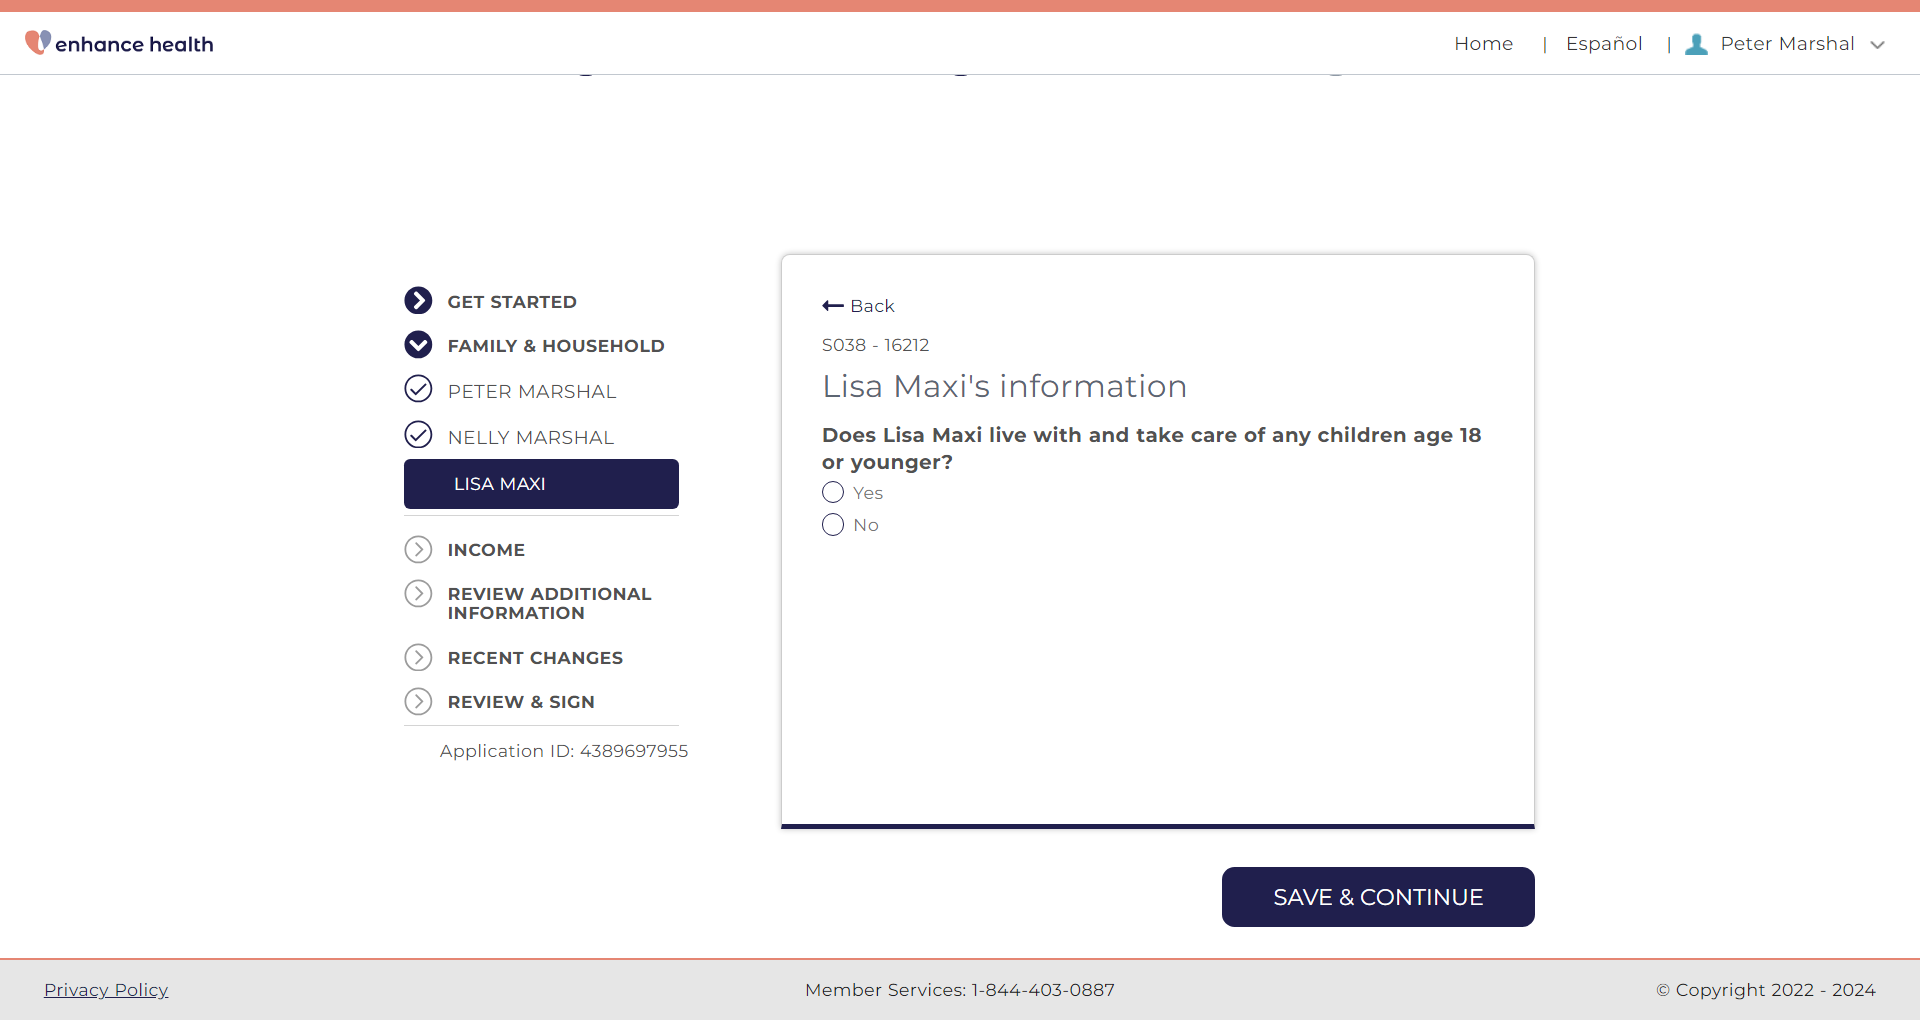 enhance health
Home | Español | Peter Marshal
GET STARTED
FAMILY & HOUSEHOLD
PETER MARSHAL
NELLY MARSHAL
LISA MAXI
INCOME
REVIEW ADDITIONAL
INFORMATION
RECENT CHANGES
REVIEW & SIGN
Application ID: 4389697955
Back
S038 - 16212
Lisa Maxi's information
Does Lisa Maxi live with and take care of any children age 18
or younger?
Yes
No
SAVE & CONTINUE
Privacy Policy
Member Services: 1-844-403-0887
© Copyright 2022 - 2024